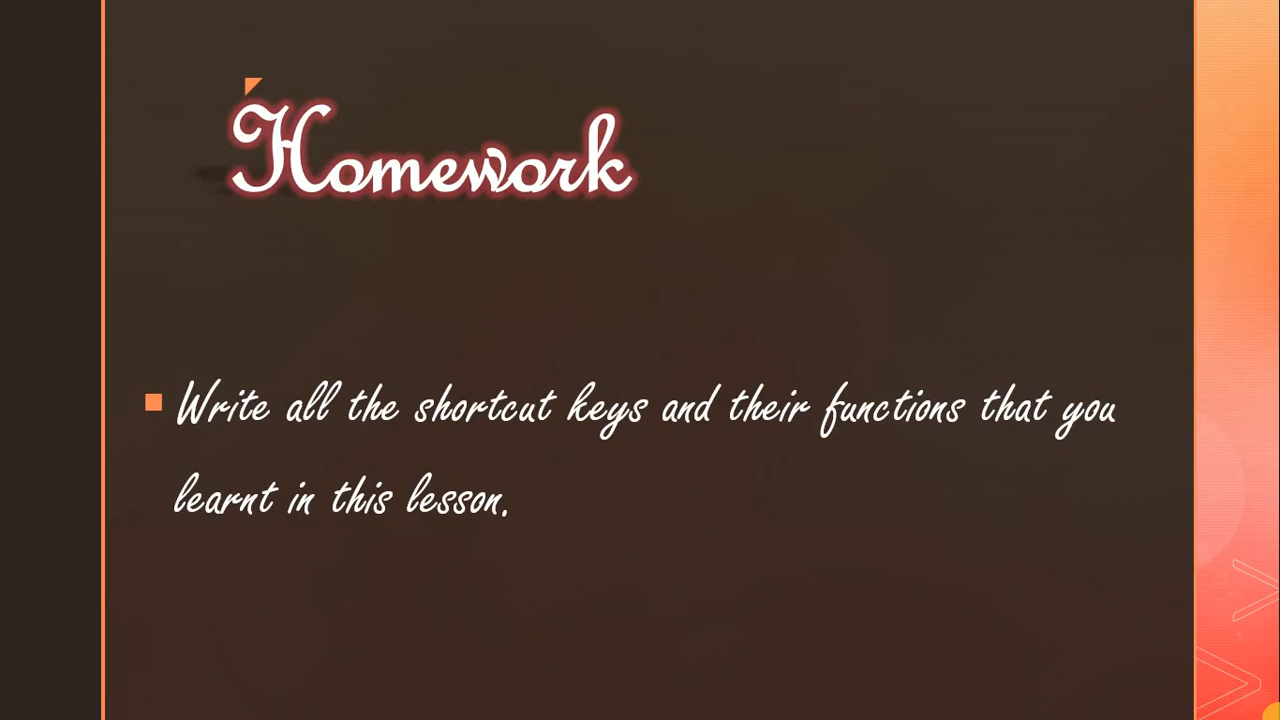 Homework
Write all the shortcut keys and their functions that you
learnt in this lesson.